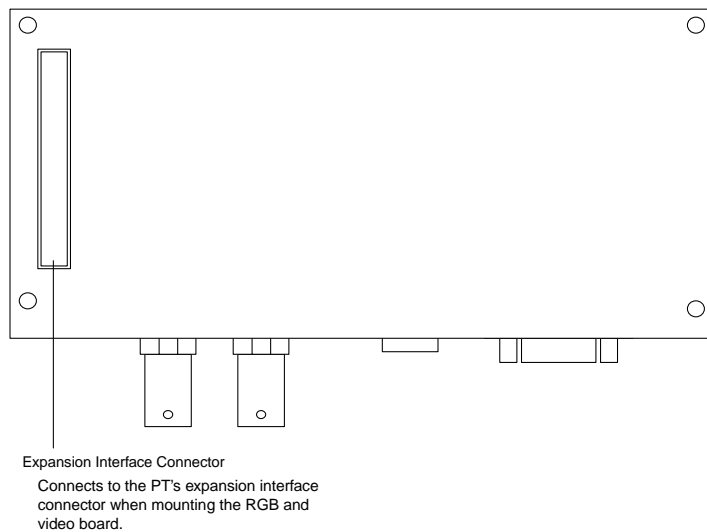 Expansion Interface Connector
Connects to the PT's expansion interface
connector when mounting the RGB and
video board.